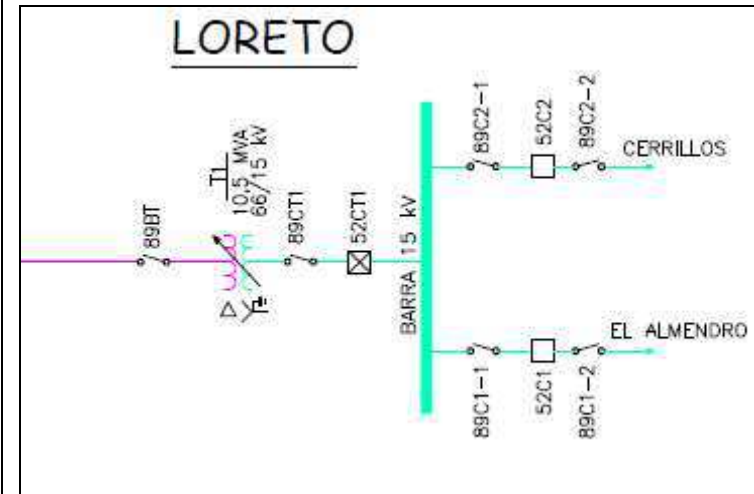 LORETO
T1
10,5 MVA
66/15 kV
89BT
89CT1
52CT1
BARRA 15 kV
89C2-1
52C2
89C2-2
CERRILLOS
89C1-1
52C1
89C1-2
EL ALMENDRO